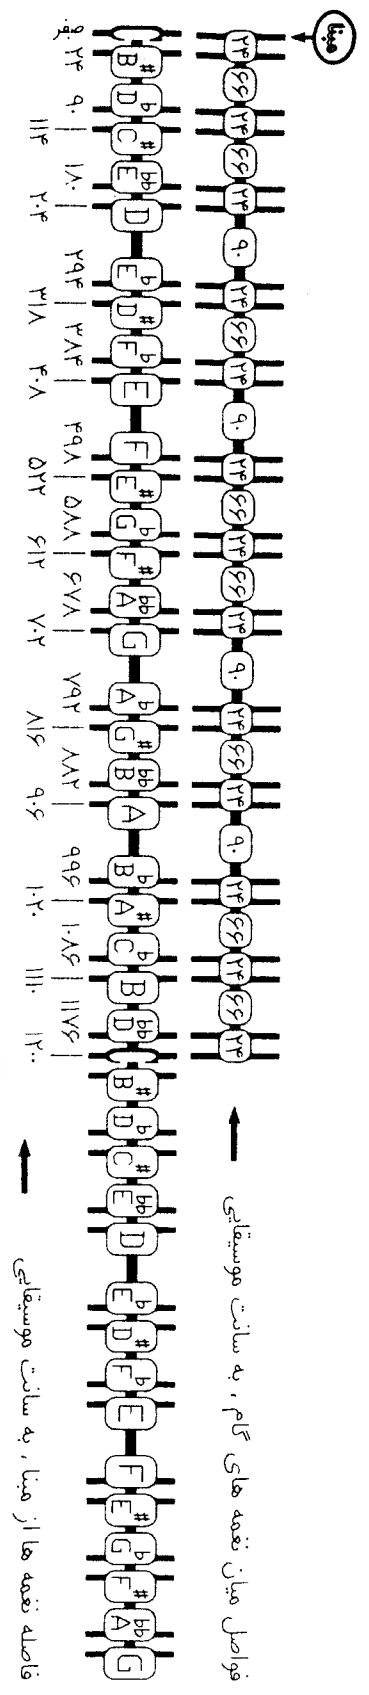 مبنا
۲۴ ۶۶ ۲۴ ۶۶ ۲۴ ۹۰ ۲۴ ۶۶ ۲۴ ۹۰ ۲۴ ۶۶ ۲۴ ۶۶ ۲۴ ۹۰ ۲۴ ۶۶ ۲۴ ۹۰ ۲۴ ۶۶ ۲۴ ۶۶ ۲۴
فواصل میان نغمه های گام ، به سانت موسیقایی
C B♯ D♭ C♯ E♭♭ D E♭ D♯ F♭ E F E♯ G♭ F♯ A♭♭ G A♭ G♯ B♭♭ A B♭ A♯ C♭ B D♭♭ C B♯ D♭ C♯ E♭♭ D E♭ D♯ F♭ E F E♯ G♭ F♯ A♭♭ G
۲۴ ۹۰ ۱۸۰ ۲۹۴ ۳۸۴ ۴۹۸ ۵۸۸ ۶۷۸ ۷۹۲ ۸۸۲ ۹۹۶ ۱۰۸۶ ۱۱۷۶
۱۱۴ ۲۰۴ ۳۱۸ ۴۰۸ ۵۲۲ ۶۱۲ ۷۰۲ ۸۱۶ ۹۰۶ ۱۰۲۰ ۱۱۱۰ ۱۲۰۰
فاصله نغمه ها از مبنا ، به سانت موسیقایی